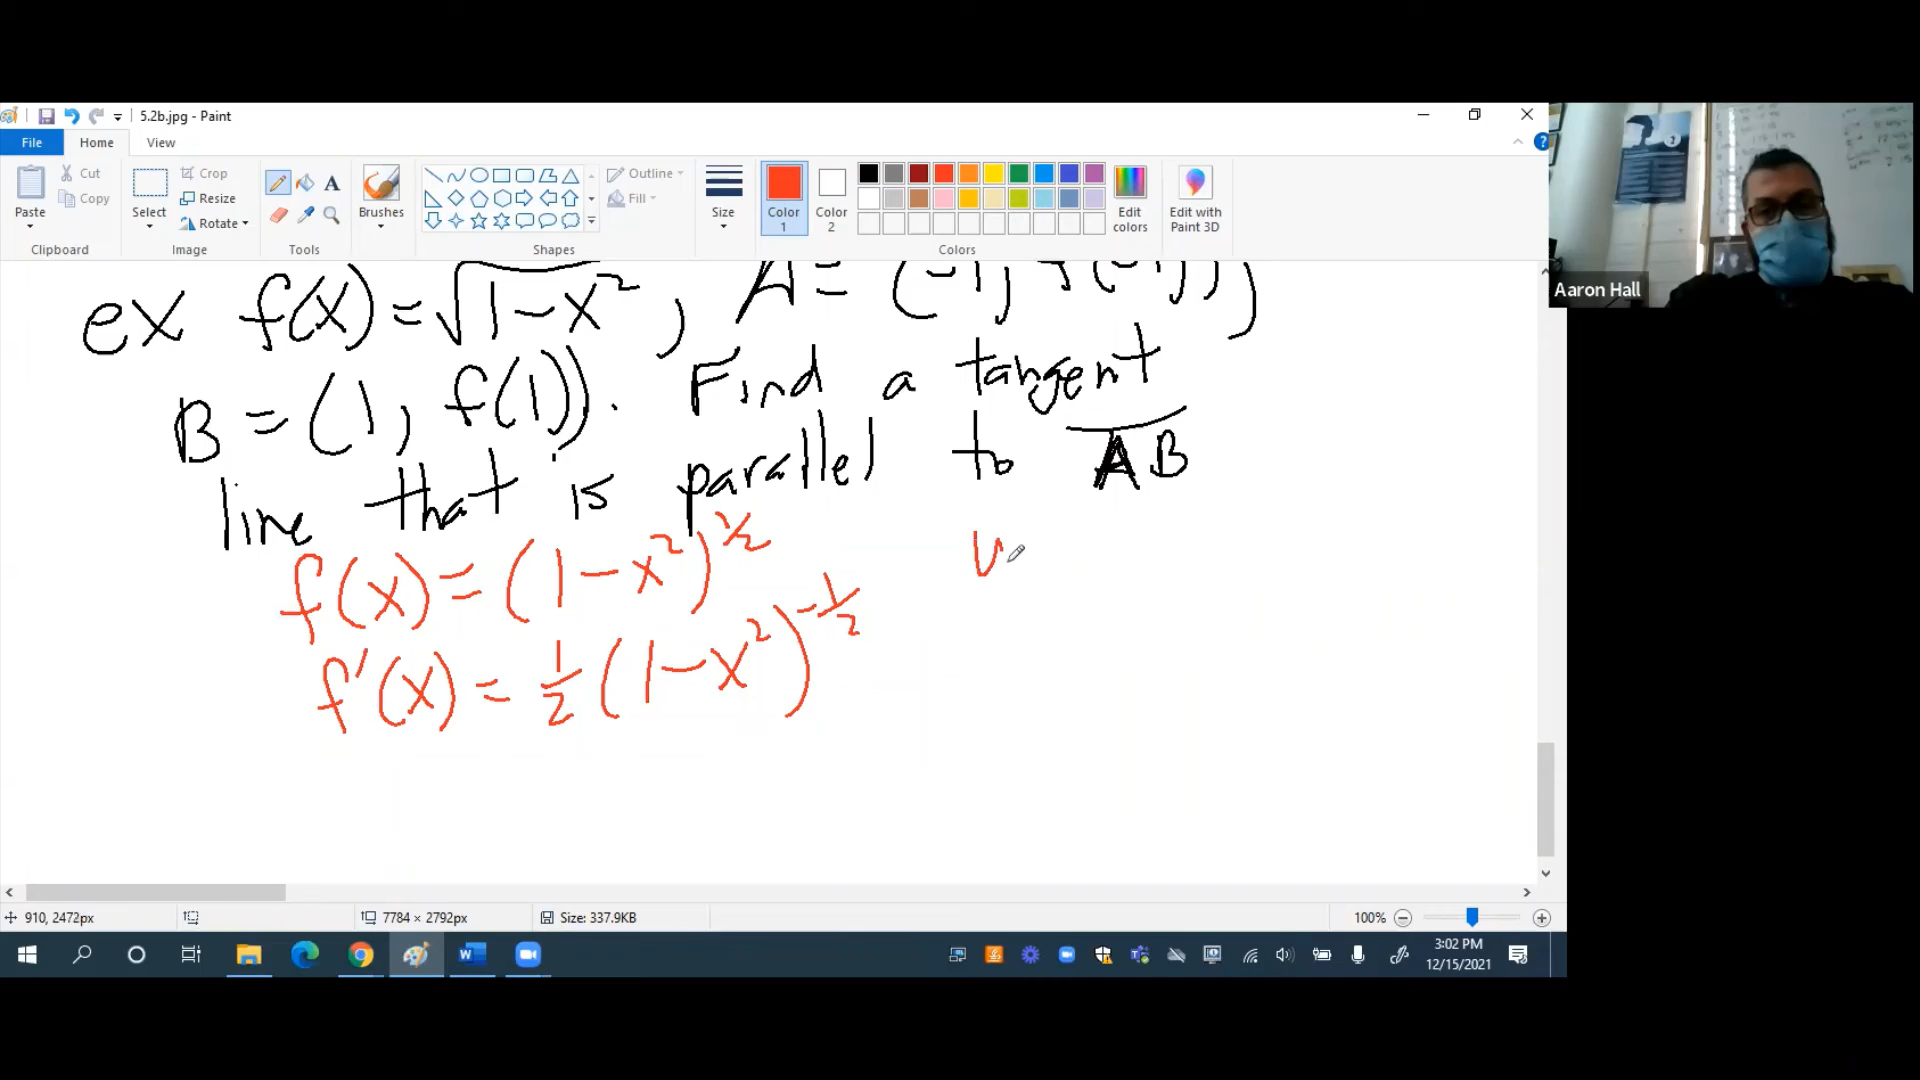 5.2b.jpg - Paint
File Home View
Paste Cut Copy Clipboard
Select Crop Resize Rotate Image
Tools
Brushes
Outline Fill Shapes
Size
Color 1 Color 2
Edit colors Colors
Edit with Paint 3D
Aaron Hall
ex f(x) = √1-x², A = (-1, f(-1))
B = (1, f(1)). Find a tangent
line that is parallel to AB
f(x) = (1-x²)^1/2
f'(x) = 1/2 (1-x²)^-1/2
910, 2472px 7784 × 2792px Size: 337.9KB 100%
3:02 PM
12/15/2021